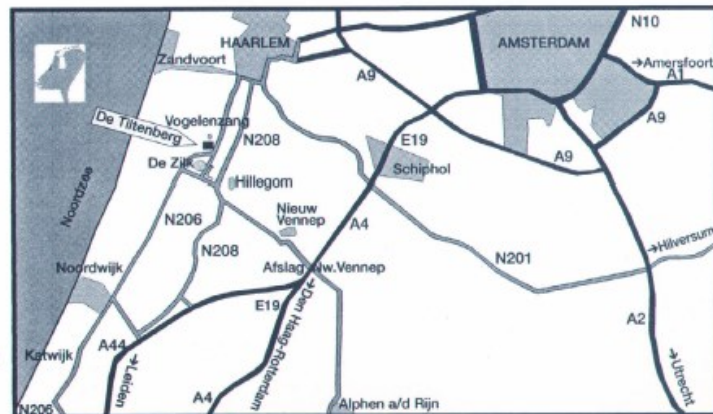 HAARLEM
AMSTERDAM
N10
Zandvoort
→Amersfoort
A1
A9
A9
Vogelenzang
De Tiltenberg
N208
E19
De Zilk
Schiphol
A9
Hillegom
Noordzee
N206
Nieuw
Vennep
A4
N208
N201
→Hilversum
Noordwijk
Afslag Nw.Vennep
E19
→Den Haag-Rotterdam
A2
Katwijk
A44
→Leiden
A4
→Utrecht
N206
Alphen a/d Rijn